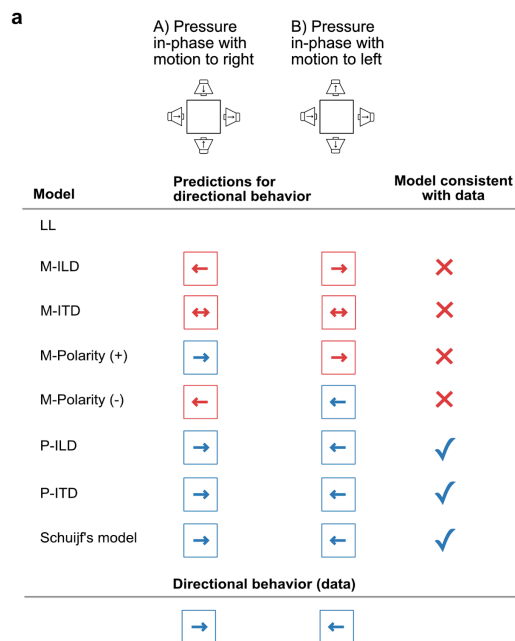 a
A) Pressure
in-phase with
motion to right
B) Pressure
in-phase with
motion to left
Model
Predictions for
directional behavior
Model consistent
with data
LL
M-ILD
M-ITD
M-Polarity (+)
M-Polarity (-)
P-ILD
P-ITD
Schuijf's model
Directional behavior (data)